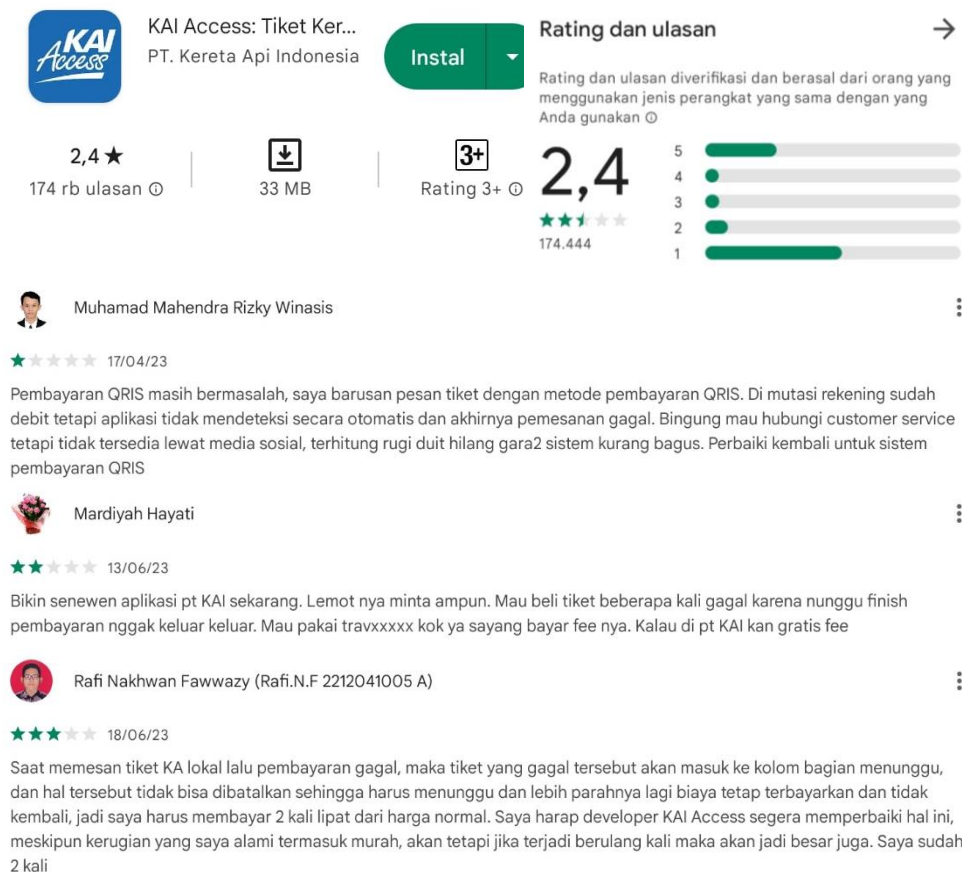 KAI Access
KAI Access: Tiket Ker...
PT. Kereta Api Indonesia
Instal
2,4 ★
174 rb ulasan
33 MB
3+
Rating 3+
Rating dan ulasan
Rating dan ulasan diverifikasi dan berasal dari orang yang
menggunakan jenis perangkat yang sama dengan yang
Anda gunakan
2,4
174.444
5
4
3
2
1
Muhamad Mahendra Rizky Winasis
17/04/23
Pembayaran QRIS masih bermasalah, saya barusan pesan tiket dengan metode pembayaran QRIS. Di mutasi rekening sudah
debit tetapi aplikasi tidak mendeteksi secara otomatis dan akhirnya pemesanan gagal. Bingung mau hubungi customer service
tetapi tidak tersedia lewat media sosial, terhitung rugi duit hilang gara2 sistem kurang bagus. Perbaiki kembali untuk sistem
pembayaran QRIS
Mardiyah Hayati
13/06/23
Bikin senewen aplikasi pt KAI sekarang. Lemot nya minta ampun. Mau beli tiket beberapa kali gagal karena nunggu finish
pembayaran nggak keluar keluar. Mau pakai travxxxxx kok ya sayang bayar fee nya. Kalau di pt KAI kan gratis fee
Rafi Nakhwan Fawwazy (Rafi.N.F 2212041005 A)
18/06/23
Saat memesan tiket KA lokal lalu pembayaran gagal, maka tiket yang gagal tersebut akan masuk ke kolom bagian menunggu,
dan hal tersebut tidak bisa dibatalkan sehingga harus menunggu dan lebih parahnya lagi biaya tetap terbayarkan dan tidak
kembali, jadi saya harus membayar 2 kali lipat dari harga normal. Saya harap developer KAI Access segera memperbaiki hal ini,
meskipun kerugian yang saya alami termasuk murah, akan tetapi jika terjadi berulang kali maka akan jadi besar juga. Saya sudah
2 kali